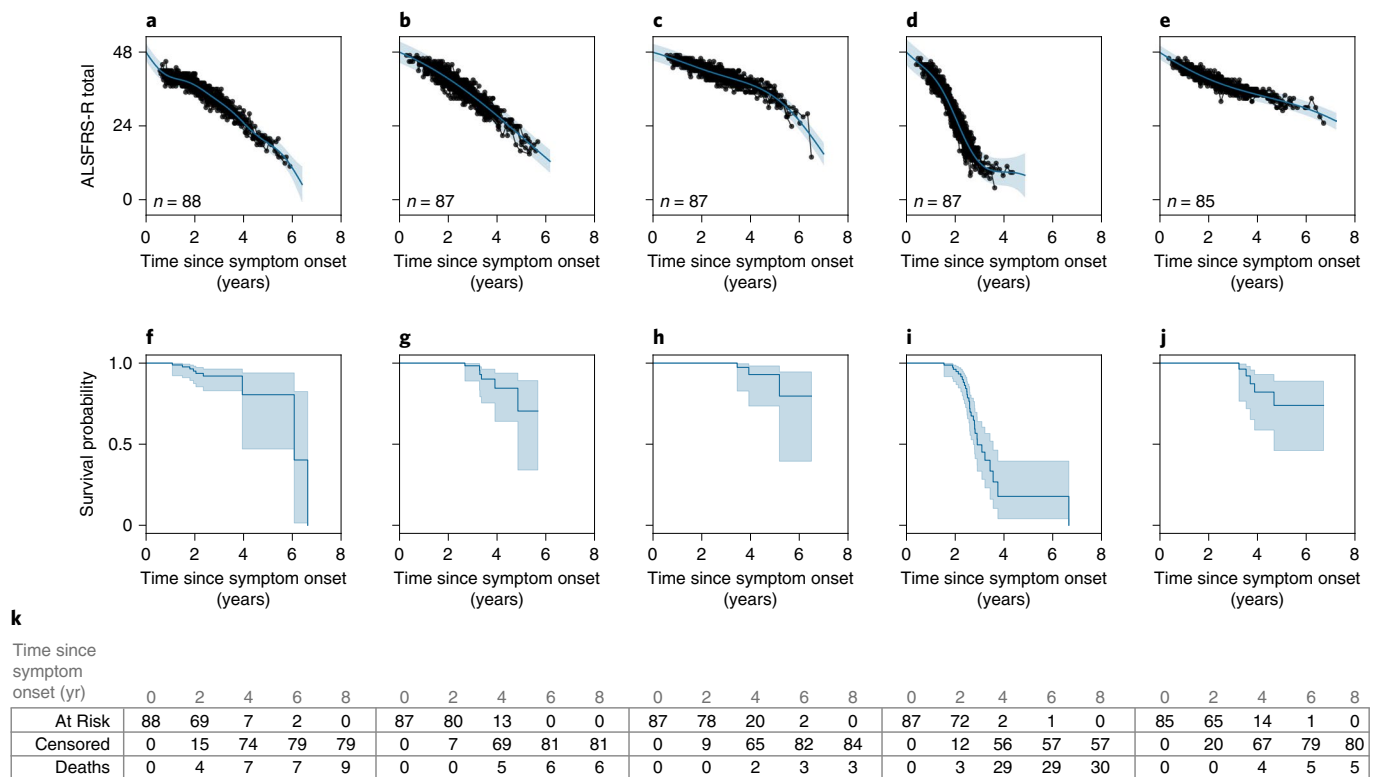 a b c d e
ALSFRS-R-R total
48
24
0
n = 88 n = 87 n = 87 n = 87 n = 85
0 2 4 6 8 0 2 4 6 8 0 2 4 6 8 0 2 4 6 8 0 2 4 6 8
Time since symptom onset Time since symptom onset Time since symptom onset Time since symptom onset Time since symptom onset
(years) (years) (years) (years) (years)
f g h i j
Survival probability
1.0
0.5
0
0 2 4 6 8 0 2 4 6 8 0 2 4 6 8 0 2 4 6 8 0 2 4 6 8
Time since symptom onset Time since symptom onset Time since symptom onset Time since symptom onset Time since symptom onset
(years) (years) (years) (years) (years)
k
Time since
symptom
onset (yr) 0 2 4 6 8 0 2 4 6 8 0 2 4 6 8 0 2 4 6 8 0 2 4 6 8
At Risk 88 69 7 2 0 87 80 13 0 0 87 78 20 2 0 87 72 2 1 0 85 65 14 1 0
Censored 0 15 74 79 79 0 7 69 81 81 0 9 65 82 84 0 12 56 57 57 0 20 67 79 80
Deaths 0 4 7 7 9 0 0 5 6 6 0 0 2 3 3 0 3 29 29 30 0 0 4 5 5